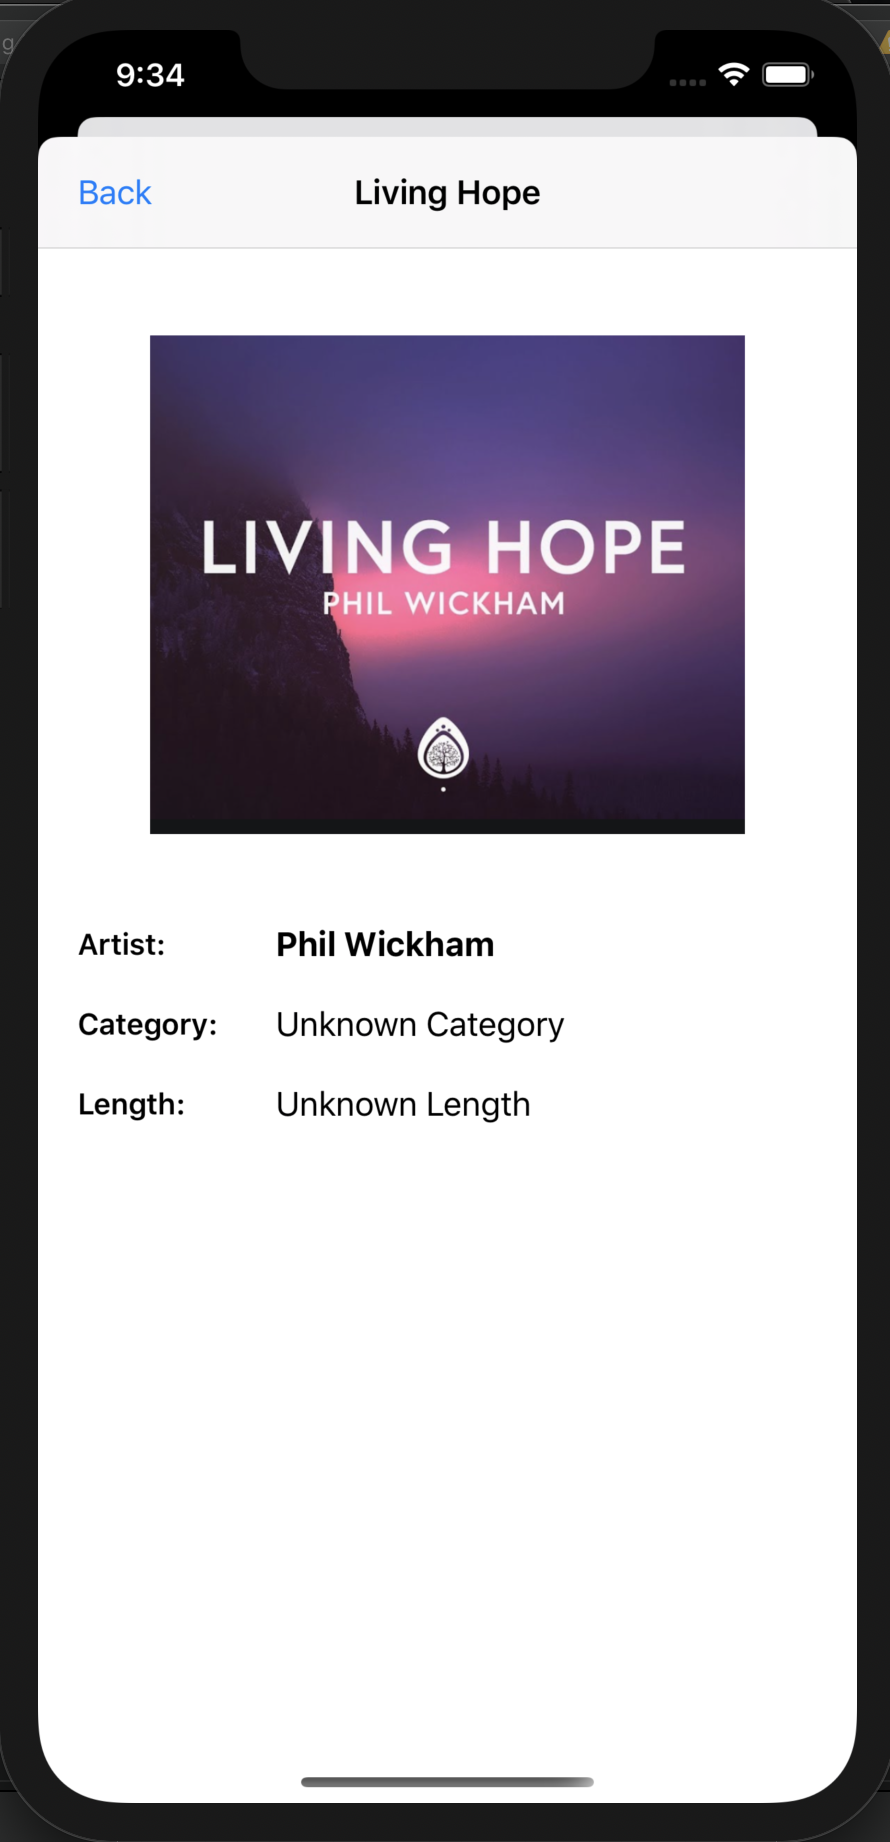 g
9:34
Back
Living Hope
LIVING HOPE
PHIL WICKHAM
Artist: Phil Wickham
Category: Unknown Category
Length: Unknown Length